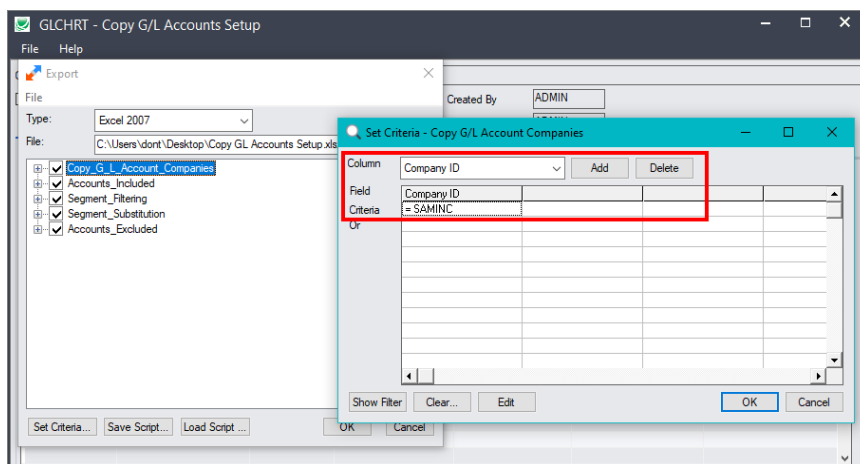 GLCHRT - Copy G/L Accounts Setup
File Help
Export
File
Type: Excel 2007
File: C:\Users\dont\Desktop\Copy GL Accounts Setup.xls
Copy_G_L_Account_Companies
Accounts_Included
Segment_Filtering
Segment_Substitution
Accounts_Excluded
Set Criteria... Save Script... Load Script ... OK Cancel
Created By ADMIN
Set Criteria - Copy G/L Account Companies
Column Company ID Add Delete
Field Company ID
Criteria = SAMINC
Or
Show Filter Clear... Edit OK Cancel